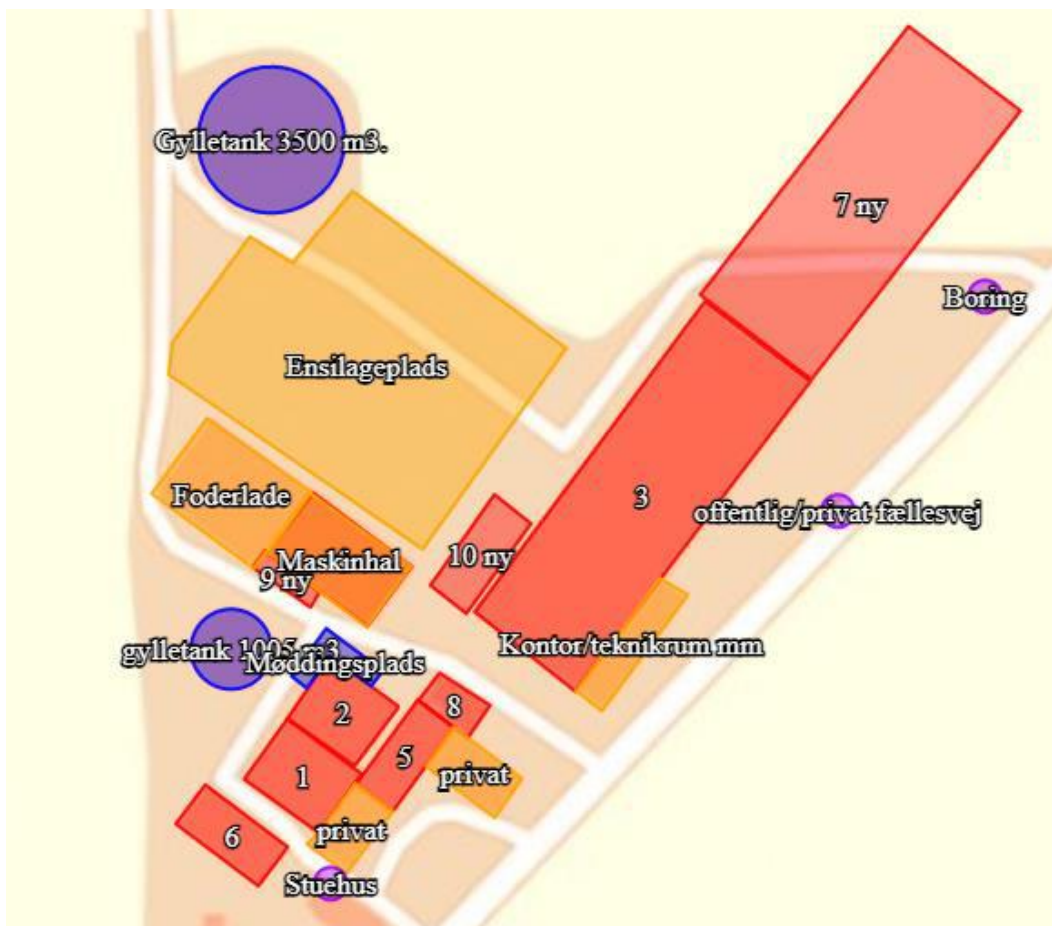 Gylletank 3500 m3.
7 ny
Boring
Ensilageplads
Foderlade
3
offentlig/privat fællesvej
10 ny
Maskinhal
9 ny
gylletank 1005 m3
Kontor/teknikrum mm
Møddingsplads
2
8
5
1
privat
privat
6
Stuehus